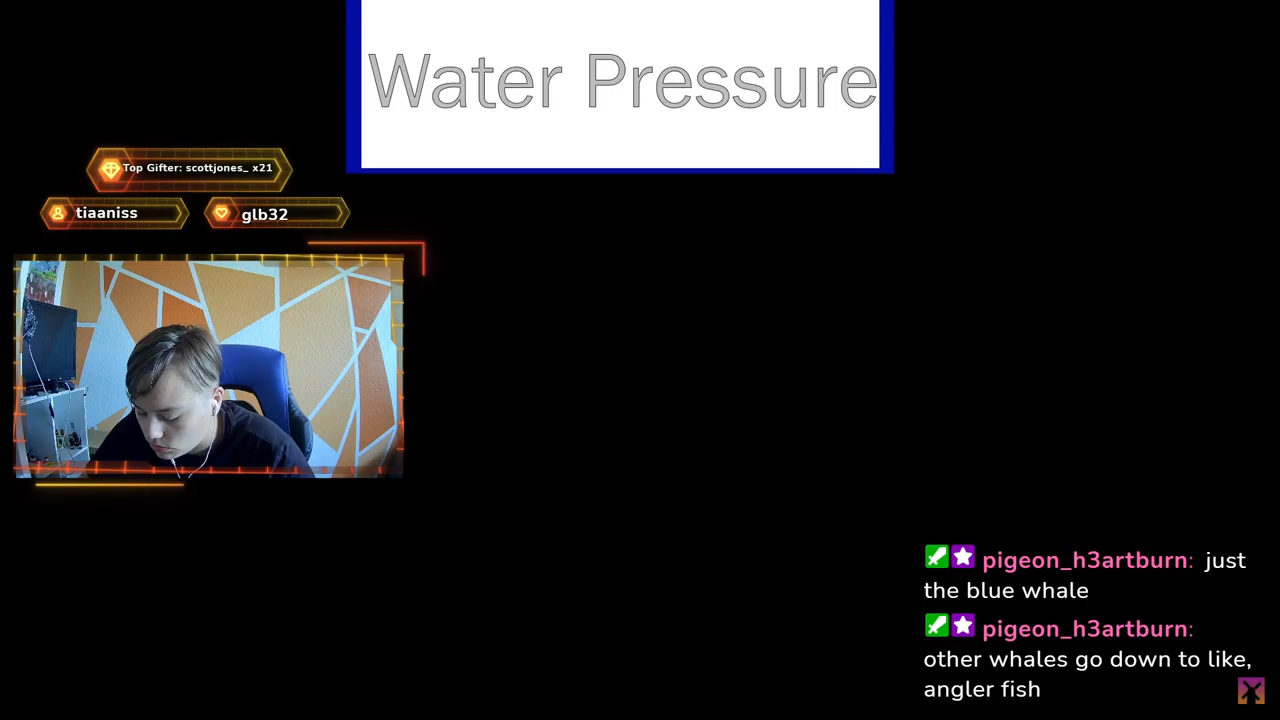 Water Pressure
Top Gifter: scottjones_ x21
tiaaniss
glb32
pigeon_h3artburn: just
the blue whale
pigeon_h3artburn:
other whales go down to like,
angler fish